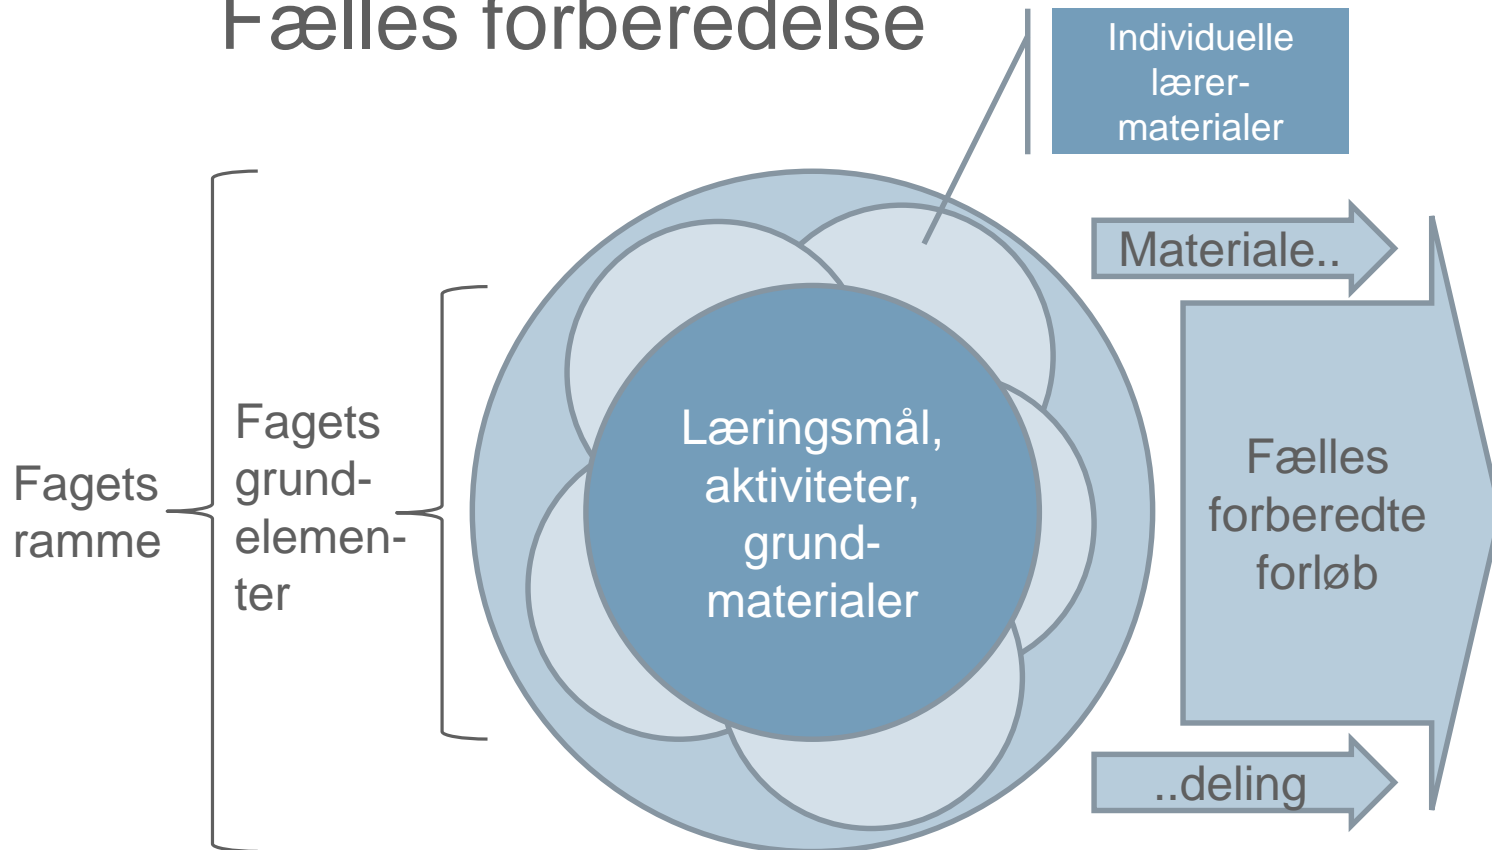 Fælles forberedelse
Individuelle
lærer-
materialer
Materiale..
Fagets
ramme
Fagets
grund-
elemen-
ter
Læringsmål,
aktiviteter,
grund-
materialer
Fælles
forberedte
forløb
..deling